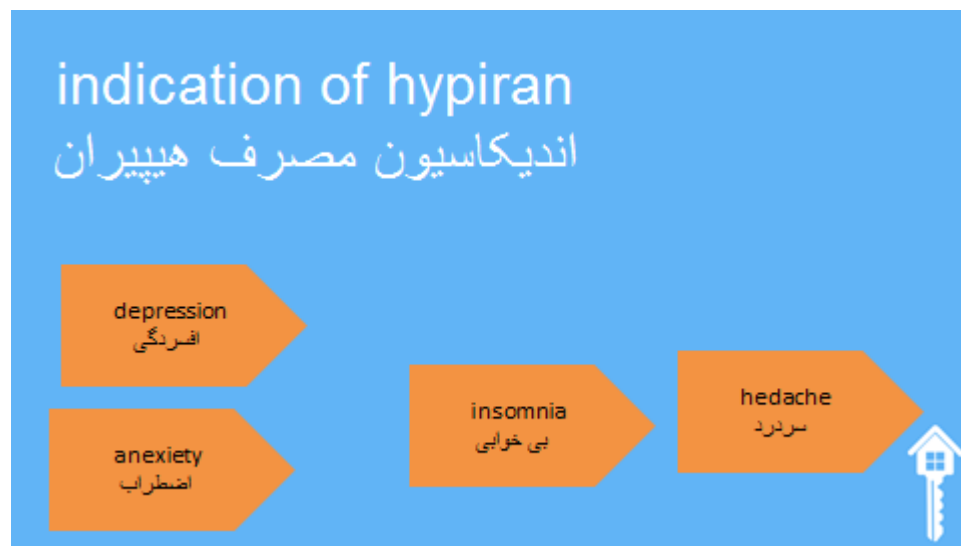 indication of hypiran
اندیکاسیون مصرف هیپیران
depression
افسردگی
anexiety
اضطراب
insomnia
بی خوابی
hedache
سردرد